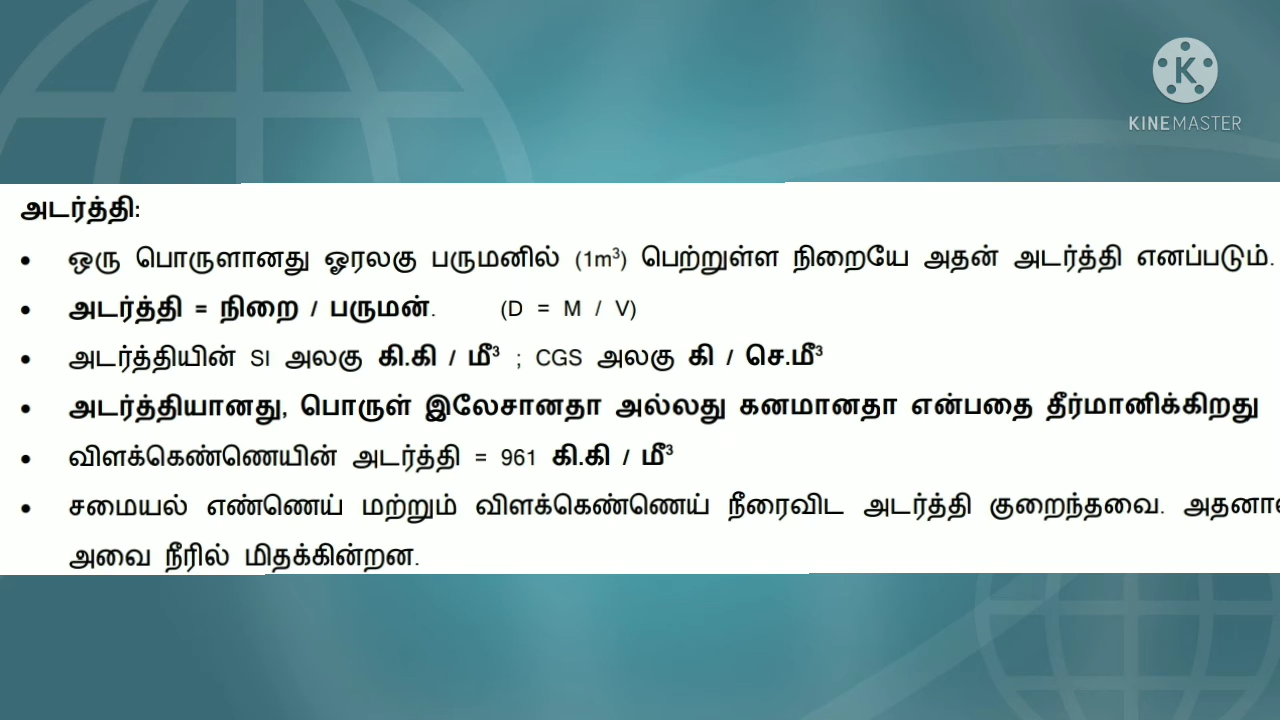 KINEMASTER
அடர்த்தி:
• ஒரு பொருளானது ஓரலகு பருமனில் (1m³) பெற்றுள்ள நிறையே அதன் அடர்த்தி எனப்படும்.
• அடர்த்தி = நிறை / பருமன். (D = M / V)
• அடர்த்தியின் SI அலகு கி.கி / மீ³ ; CGS அலகு கி / செ.மீ³
• அடர்த்தியானது, பொருள் இலேசானதா அல்லது கனமானதா என்பதை தீர்மானிக்கிறது
• விளக்கெண்ணெயின் அடர்த்தி = 961 கி.கி / மீ³
• சமையல் எண்ணெய் மற்றும் விளக்கெண்ணெய் நீரைவிட அடர்த்தி குறைந்தவை.
அவை நீரில் மிதக்கின்றன.